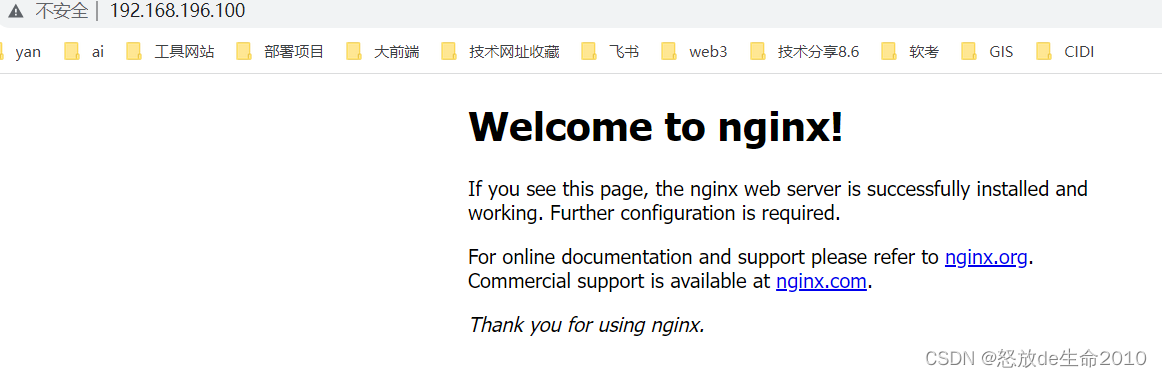 不安全 | 192.168.196.100
yan ai 工具网站 部署项目 大前端 技术网址收藏 飞书 web3 技术分享8.6 软考 GIS CIDI
Welcome to nginx!
If you see this page, the nginx web server is successfully installed and
working. Further configuration is required.
For online documentation and support please refer to nginx.org.
Commercial support is available at nginx.com.
Thank you for using nginx.
CSDN @怒放de生命2010